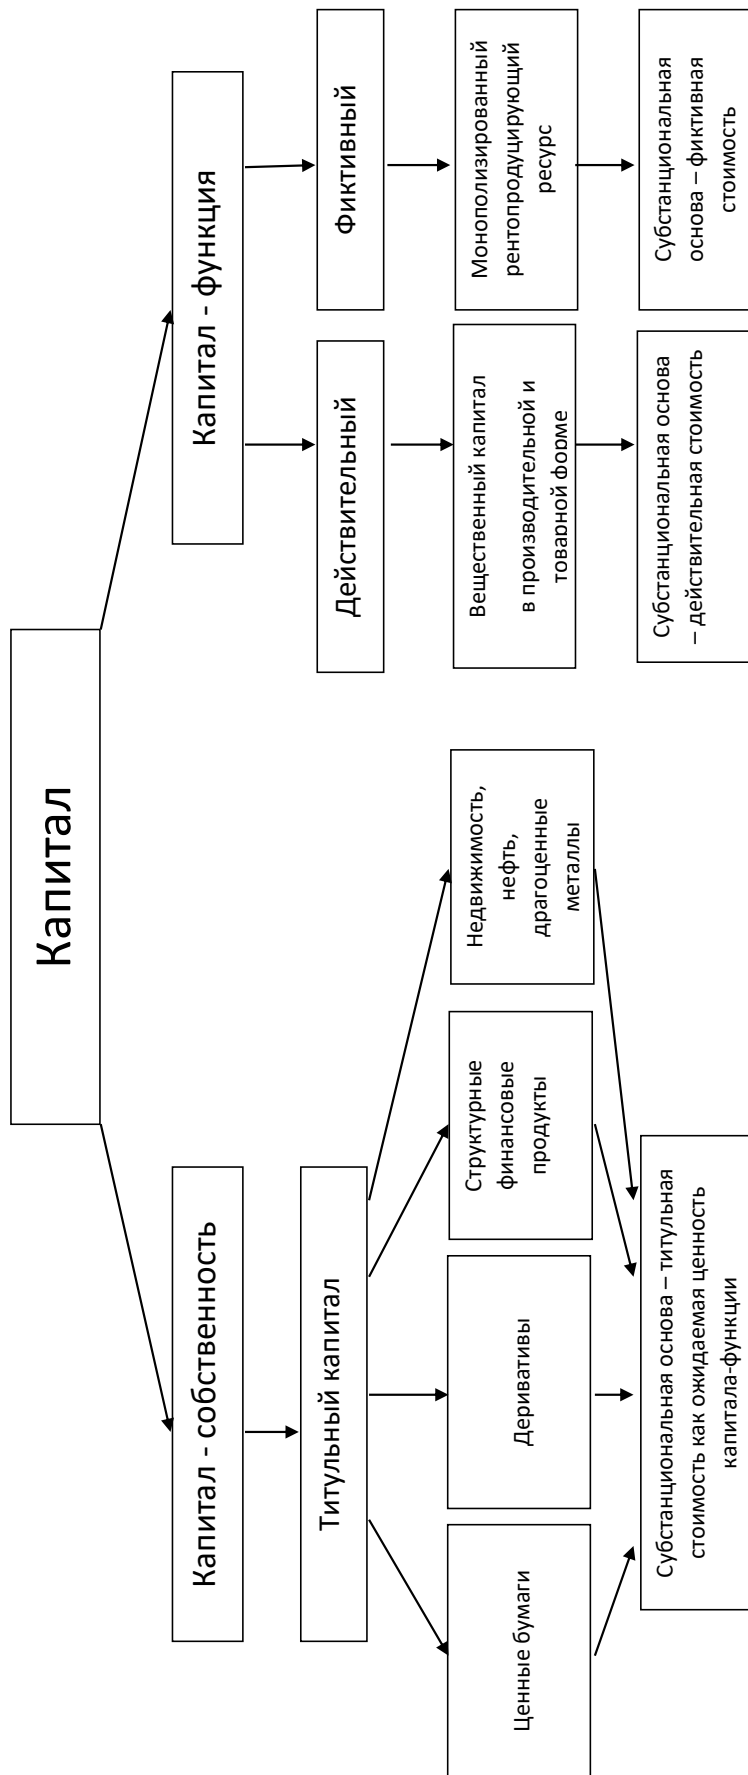 Капитал
Капитал - собственность
Капитал - функция
Титульный капитал
Действительный
Фиктивный
Ценные бумаги
Деривативы
Структурные
финансовые
продукты
Недвижимость,
нефть,
драгоценные
металлы
Вещественный капитал
в производительной и
товарной форме
Монополизированный
рентопродуцирующий
ресурс
Субстанциональная основа – титульная
стоимость как ожидаемая ценность
капитала-функции
Субстанциональная основа
– действительная стоимость
Субстанциональная
основа – фиктивная
стоимость